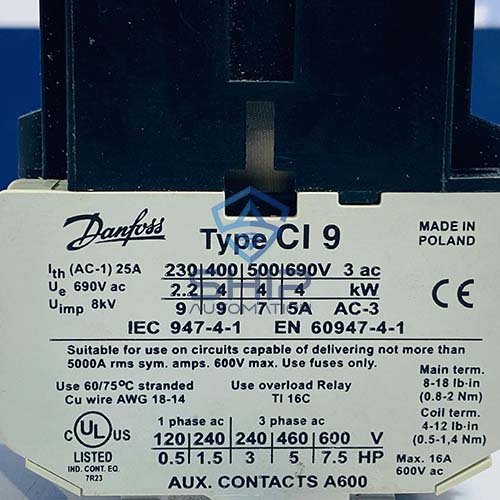 Danfoss
Type CI 9
MADE IN
POLAND
Ith (AC-1) 25A
Ue 690V ac
Uimp 8kV
230|400|500|690V 3 ac
2.2 4 4 4 kW
9 9 7 5A AC-3
CE
IEC 947-4-1 EN 60947-4-1
SHIP
AUTOMATION
Suitable for use on circuits capable of delivering not more than
5000A rms sym. amps. 600V max. Use fuses only.
Use 60/75°C stranded
Cu wire AWG 18-14
Use overload Relay
TI 16C
Main term.
8-18 lb·in
(0.8-2 Nm)
Coil term.
4-12 lb·in
(0.5-1,4 Nm)
Max. 16A
600V ac
C UL US
LISTED
IND. CONT. EQ.
7R23
1 phase ac 3 phase ac
120|240|240|460|600 V
0.5|1.5|3|5|7.5 HP
AUX. CONTACTS A600